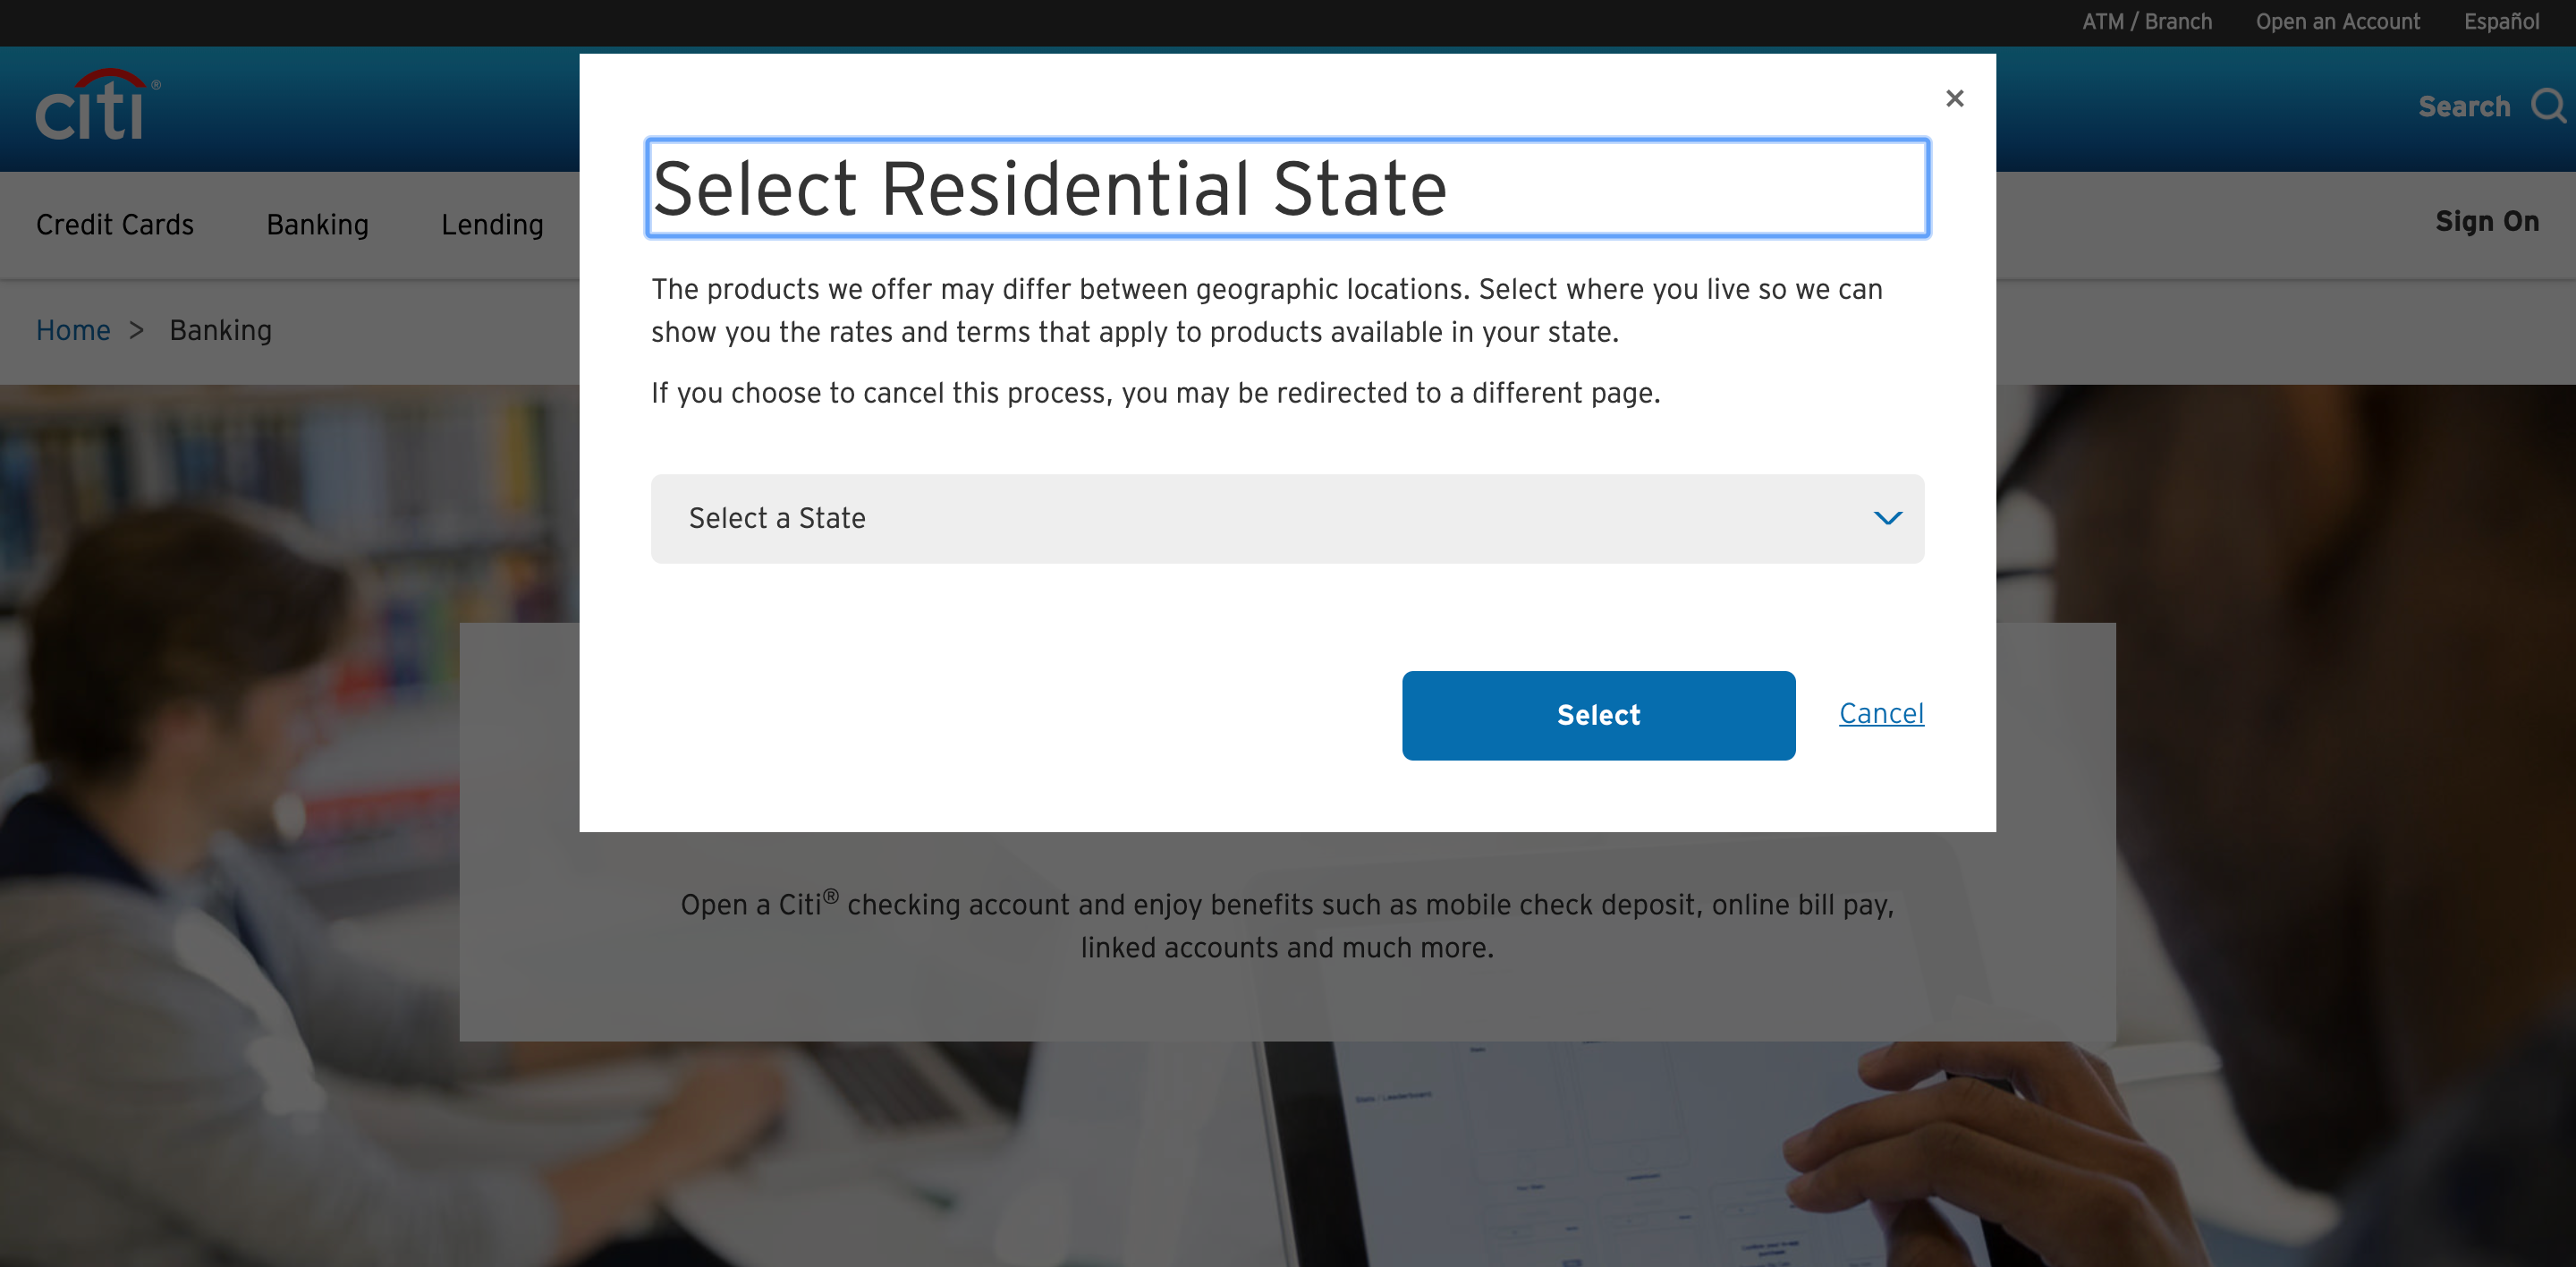 ATM / Branch Open an Account Español
citi®
Search
Credit Cards Banking Lending
Sign On
Home > Banking
×
Select Residential State
The products we offer may differ between geographic locations. Select where you live so we can
show you the rates and terms that apply to products available in your state.
If you choose to cancel this process, you may be redirected to a different page.
Select a State
Select Cancel
Open a Citi® checking account and enjoy benefits such as mobile check deposit, online bill pay,
linked accounts and much more.